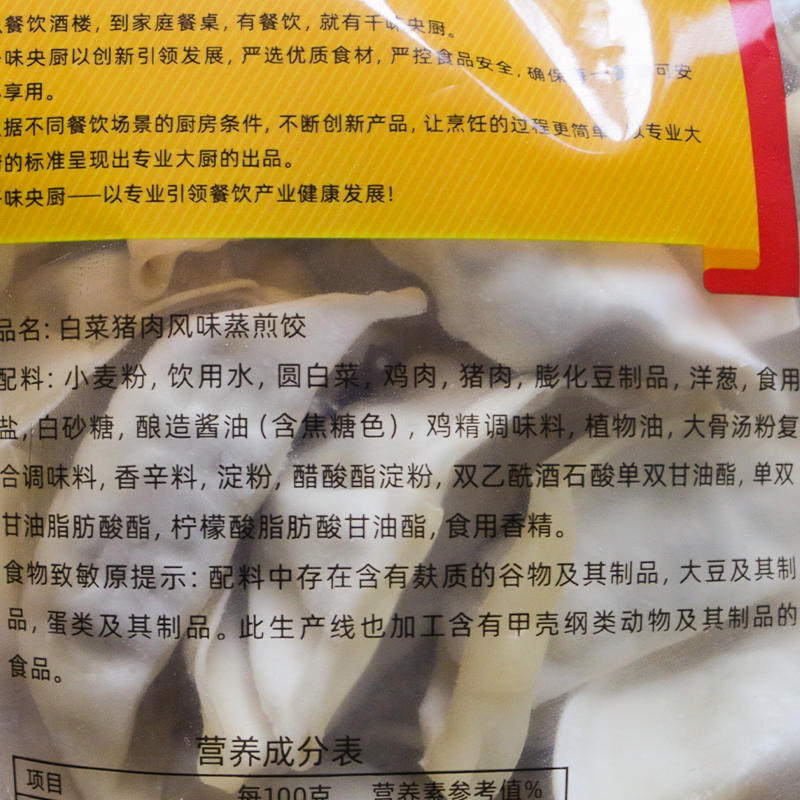 餐饮酒楼, 到家庭餐桌, 有餐饮, 就有千味央厨。
味央厨以创新引领发展, 严选优质食材, 严控食品安全, 确保每一餐都可安
享用。
据不同餐饮场景的厨房条件, 不断创新产品, 让烹饪的过程更简单, 以专业大
的标准呈现出专业大厨的出品。
味央厨——以专业引领餐饮产业健康发展!
品名: 白菜猪肉风味蒸煎饺
配料: 小麦粉, 饮用水, 圆白菜, 鸡肉, 猪肉, 膨化豆制品, 洋葱, 食用
盐, 白砂糖, 酿造酱油 (含焦糖色) , 鸡精调味料, 植物油, 大骨汤粉复
合调味料, 香辛料, 淀粉, 醋酸酯淀粉, 双乙酰酒石酸单双甘油酯, 单双
甘油脂肪酸酯, 柠檬酸脂肪酸甘油酯, 食用香精。
食物致敏原提示: 配料中存在含有麸质的谷物及其制品, 大豆及其制
品, 蛋类及其制品。此生产线也加工含有甲壳纲类动物及其制品的
食品。
营养成分表
项目 每100克 营养素参考值%